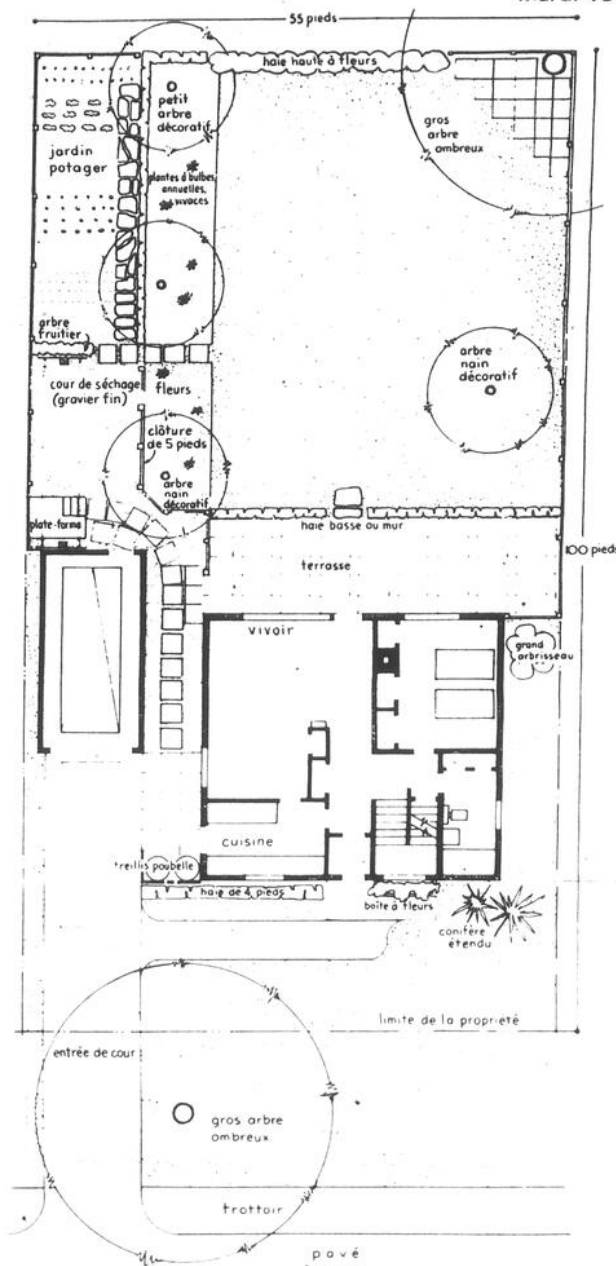 55 pieds
haie haute à fleurs
petit
arbre
décoratif
gros
arbre
ombreux
jardin
potager
plantes à bulbes,
annuelles,
vivaces
arbre
fruitier
arbre
nain
décoratif
cour de séchage
(gravier fin)
fleurs
clôture
de 5 pieds
arbre
nain
décoratif
plate-forme
haie basse ou mur
100 pieds
terrasse
vivoir
grand
arbrisseau
cuisine
treillis poubelle
haie de 4 pieds
boîte à fleurs
conifère
étendu
limite de la propriété
entrée de cour
gros arbre
ombreux
trottoir
pavé